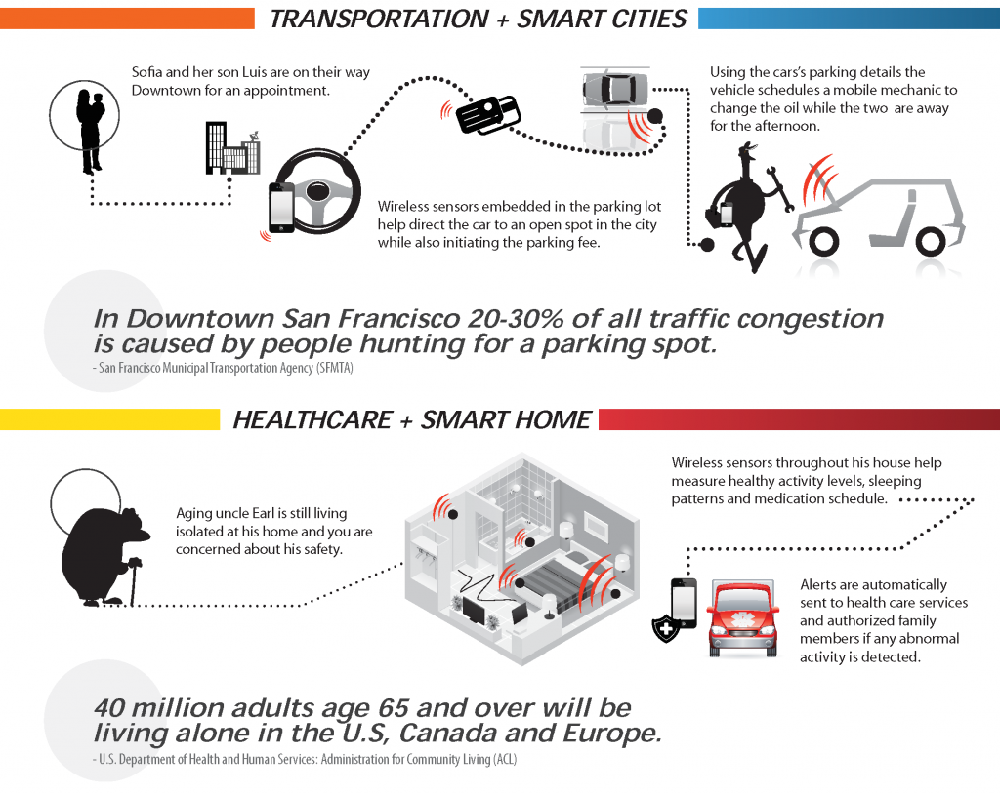 TRANSPORTATION + SMART CITIES
Sofia and her son Luis are on their way
Downtown for an appointment.
Using the cars's parking details the
vehicle schedules a mobile mechanic to
change the oil while the two are away
for the afternoon.
Wireless sensors embedded in the parking lot
help direct the car to an open spot in the city
while also initiating the parking fee.
In Downtown San Francisco 20-30% of all traffic congestion
is caused by people hunting for a parking spot.
- San Francisco Municipal Transportation Agency (SFMTA)
HEALTHCARE + SMART HOME
Aging uncle Earl is still living
isolated at his home and you are
concerned about his safety.
Wireless sensors throughout his house help
measure healthy activity levels, sleeping
patterns and medication schedule.
Alerts are automatically
sent to health care services
and authorized family
members if any abnormal
activity is detected.
40 million adults age 65 and over will be
living alone in the U.S, Canada and Europe.
- U.S. Department of Health and Human Services: Administration for Community Living (ACL)